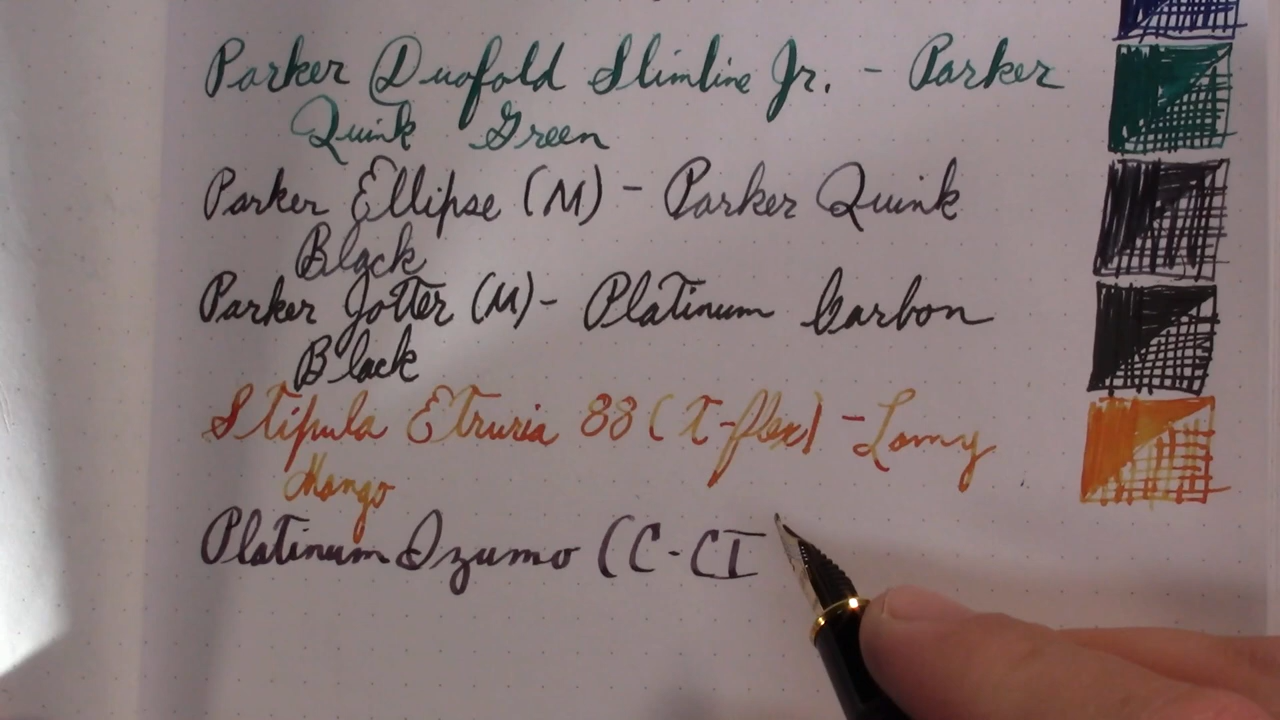 Parker Duofold Slimline Jr. - Parker
Quink Green
Parker Ellipse (M) - Parker Quink
Black
Parker Jotter (M)- Platinum Carbon
Black
Stipula Etruria 88 (T-flex) - Lamy
Mango
Platinum Izumo (C-CI